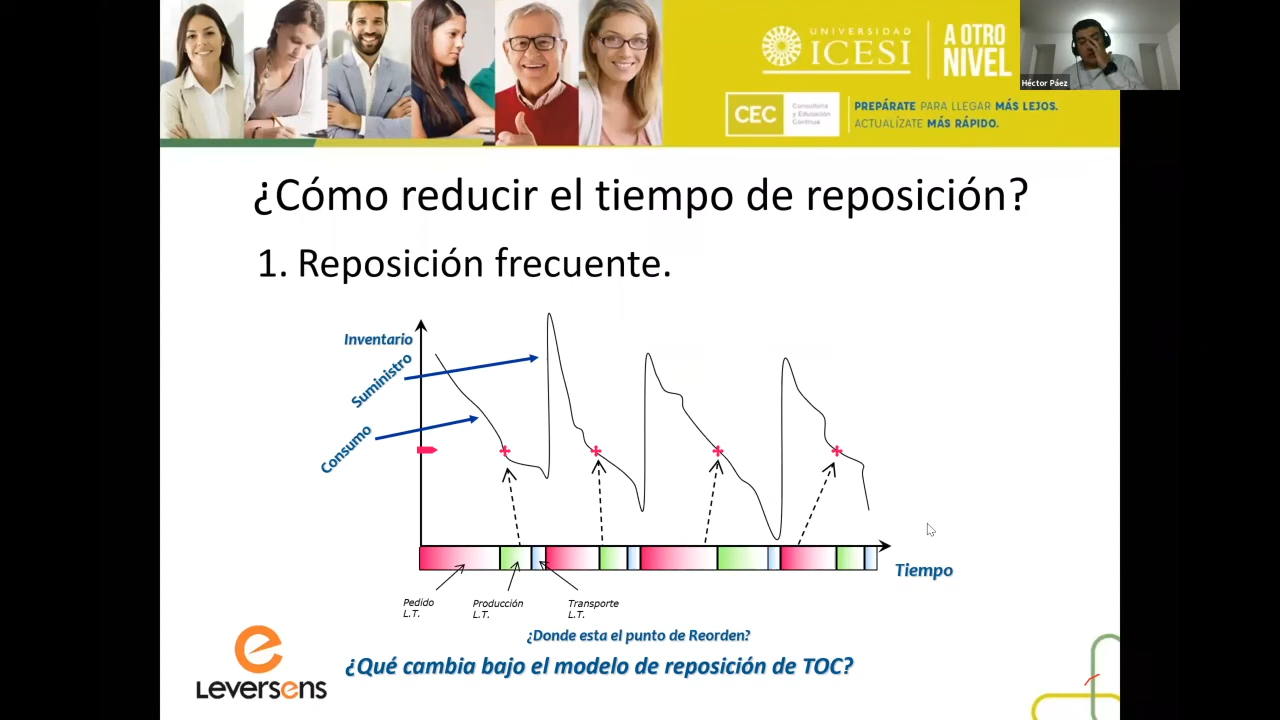 UNIVERSIDAD
ICESI
A OTRO
NIVEL
Héctor Páez
CEC
Consultoría
y Educación
Continua
PREPÁRATE PARA LLEGAR MÁS LEJOS.
ACTUALÍZATE MÁS RÁPIDO.
¿Cómo reducir el tiempo de reposición?
1. Reposición frecuente.
Inventario
Suministro
Consumo
Tiempo
Pedido
L.T.
Producción
L.T.
Transporte
L.T.
¿Donde esta el punto de Reorden?
¿Qué cambia bajo el modelo de reposición de TOC?
Leversens